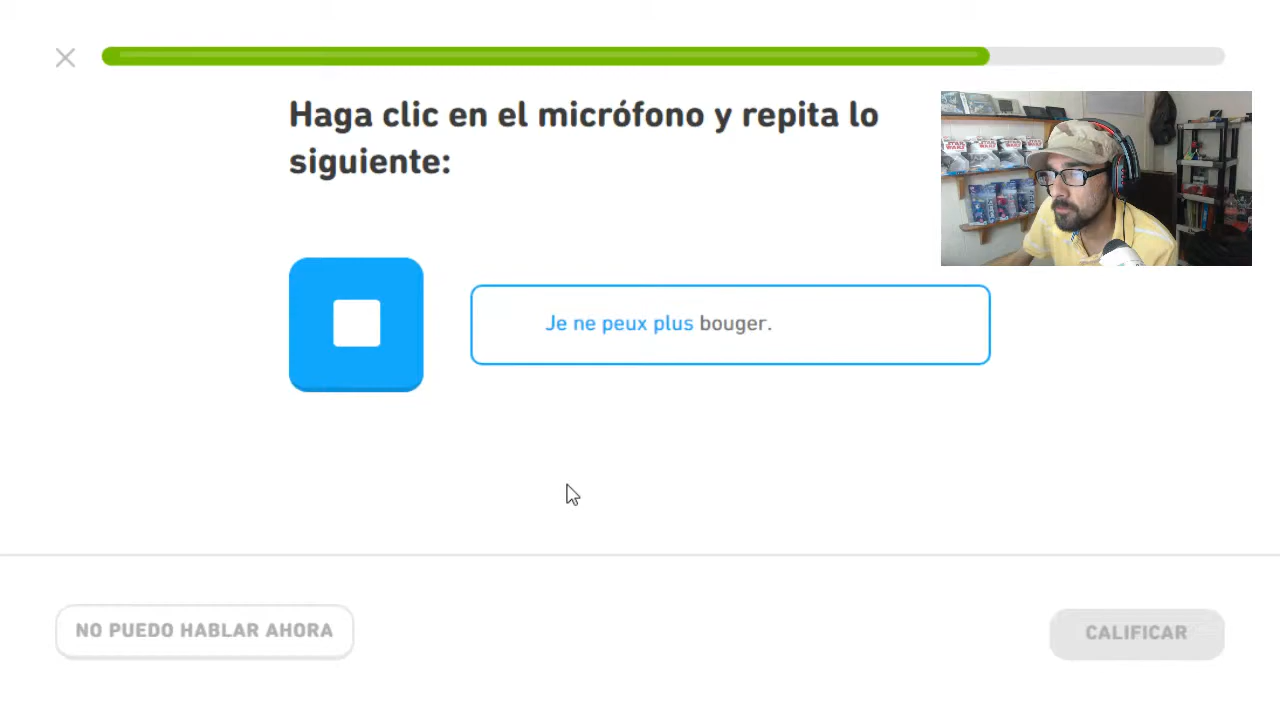 Haga clic en el micrófono y repita lo
siguiente:
Je ne peux plus bouger.
NO PUEDO HABLAR AHORA
CALIFICAR